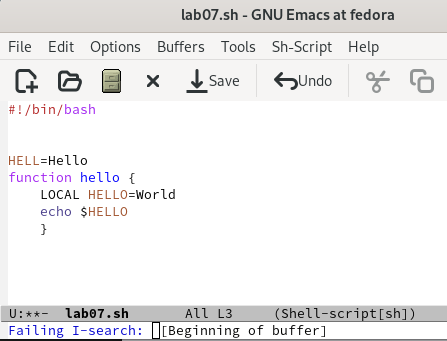 lab07.sh - GNU Emacs at fedora
File Edit Options Buffers Tools Sh-Script Help
Save Undo
#!/bin/bash
HELL=Hello
function hello {
    LOCAL HELLO=World
    echo $HELLO
    }
U:**-  lab07.sh       All L3     (Shell-script[sh])
Failing I-search: [Beginning of buffer]